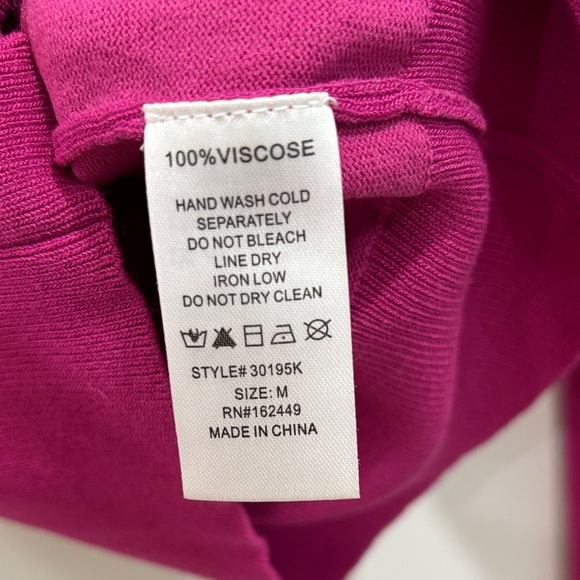 100%VISCOSE
HAND WASH COLD
SEPARATELY
DO NOT BLEACH
LINE DRY
IRON LOW
DO NOT DRY CLEAN
STYLE# 30195K
SIZE: M
RN#162449
MADE IN CHINA